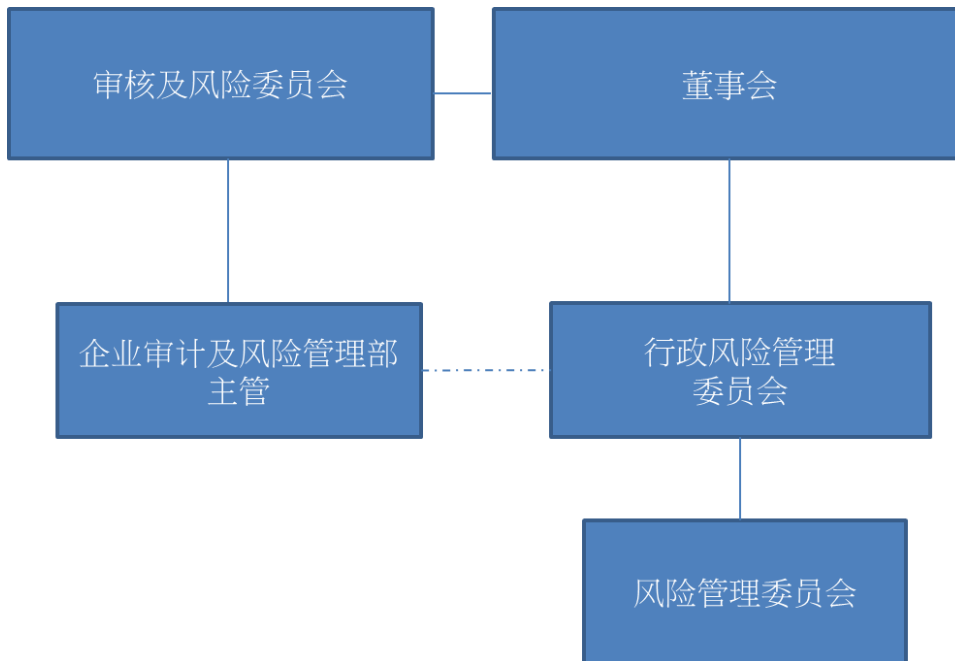 审核及风险委员会
董事会
企业审计及风险管理部
主管
行政风险管理
委员会
风险管理委员会